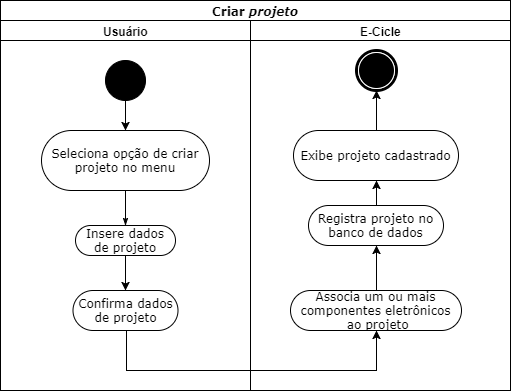 Criar projeto
Usuário
E-Cicle
Seleciona opção de criar
projeto no menu
Insere dados
de projeto
Confirma dados
de projeto
Exibe projeto cadastrado
Registra projeto no
banco de dados
Associa um ou mais
componentes eletrônicos
ao projeto